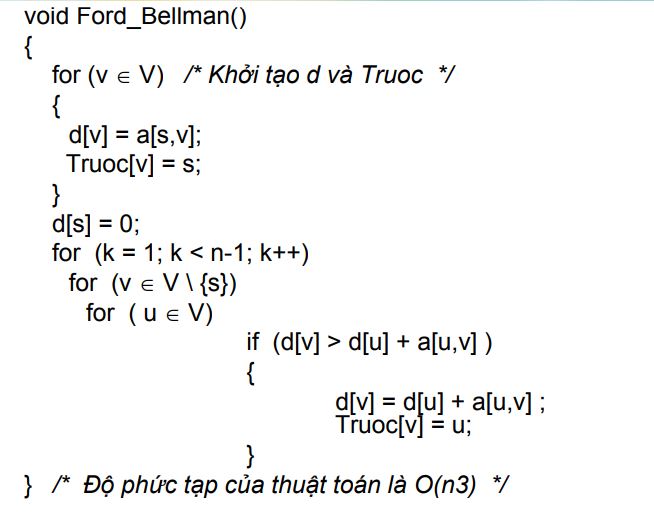 void Ford_Bellman()
{
for (v ∈ V) /* Khởi tạo d và Truoc */
{
d[v] = a[s,v];
Truoc[v] = s;
}
d[s] = 0;
for (k = 1; k < n-1; k++)
for (v ∈ V \ {s})
for ( u ∈ V)
if (d[v] > d[u] + a[u,v] )
{
d[v] = d[u] + a[u,v] ;
Truoc[v] = u;
}
} /* Độ phức tạp của thuật toán là O(n3) */